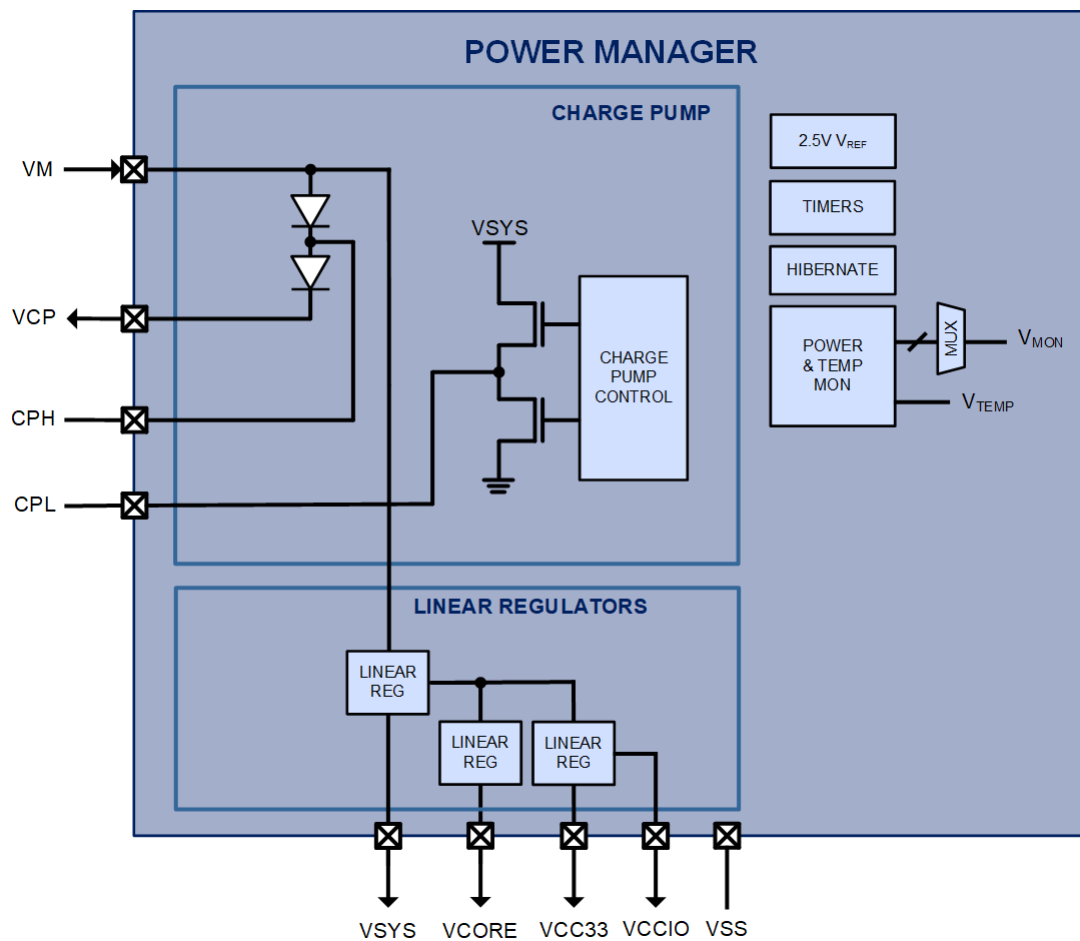 POWER MANAGER
CHARGE PUMP
VM
VCP
CPH
CPL
VSYS
CHARGE
PUMP
CONTROL
2.5V VREF
TIMERS
HIBERNATE
POWER
& TEMP
MON
MUX
VMON
VTEMP
LINEAR REGULATORS
LINEAR
REG
LINEAR
REG
LINEAR
REG
VSYS
VCORE
VCC33
VCCIO
VSS